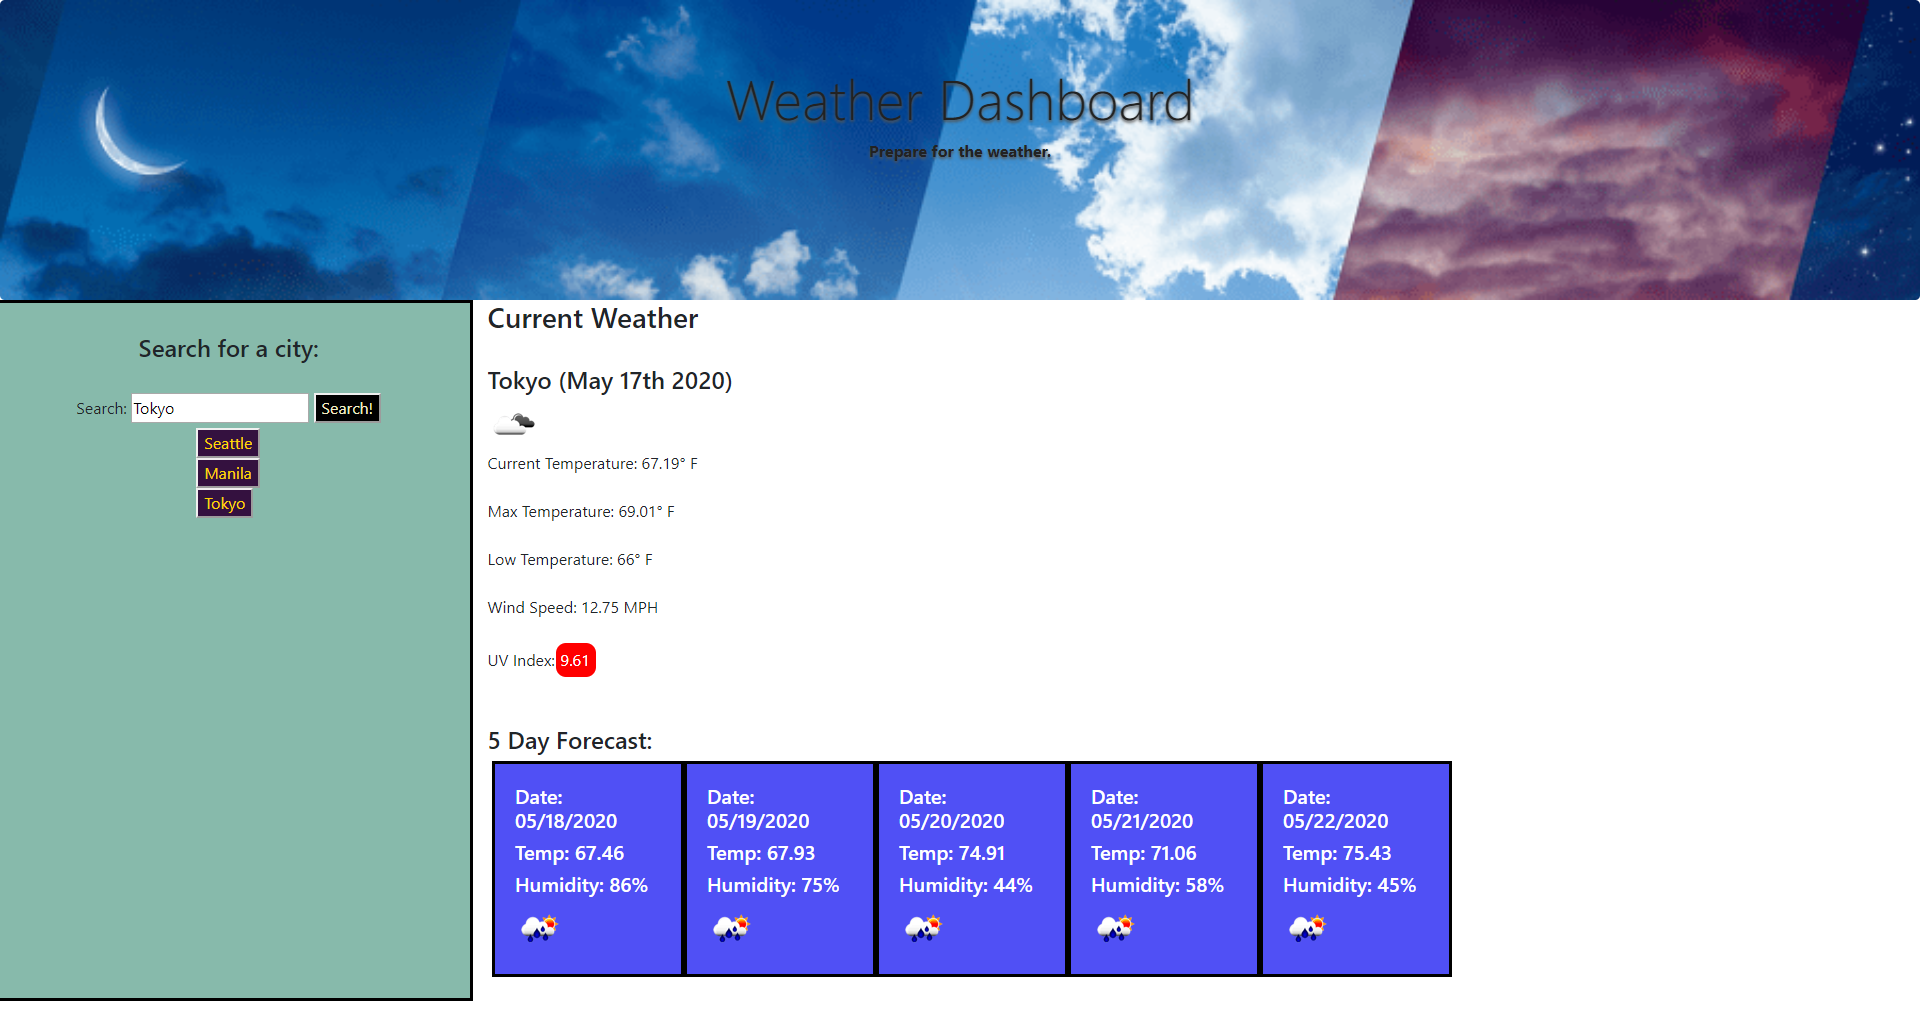 Weather Dashboard
Prepare for the weather.
Search for a city:
Search: Tokyo Search!
Seattle
Manila
Tokyo
Current Weather
Tokyo (May 17th 2020)
Current Temperature: 67.19° F
Max Temperature: 69.01° F
Low Temperature: 66° F
Wind Speed: 12.75 MPH
UV Index: 9.61
5 Day Forecast:
Date:
05/18/2020
Temp: 67.46
Humidity: 86%
Date:
05/19/2020
Temp: 67.93
Humidity: 75%
Date:
05/20/2020
Temp: 74.91
Humidity: 44%
Date:
05/21/2020
Temp: 71.06
Humidity: 58%
Date:
05/22/2020
Temp: 75.43
Humidity: 45%